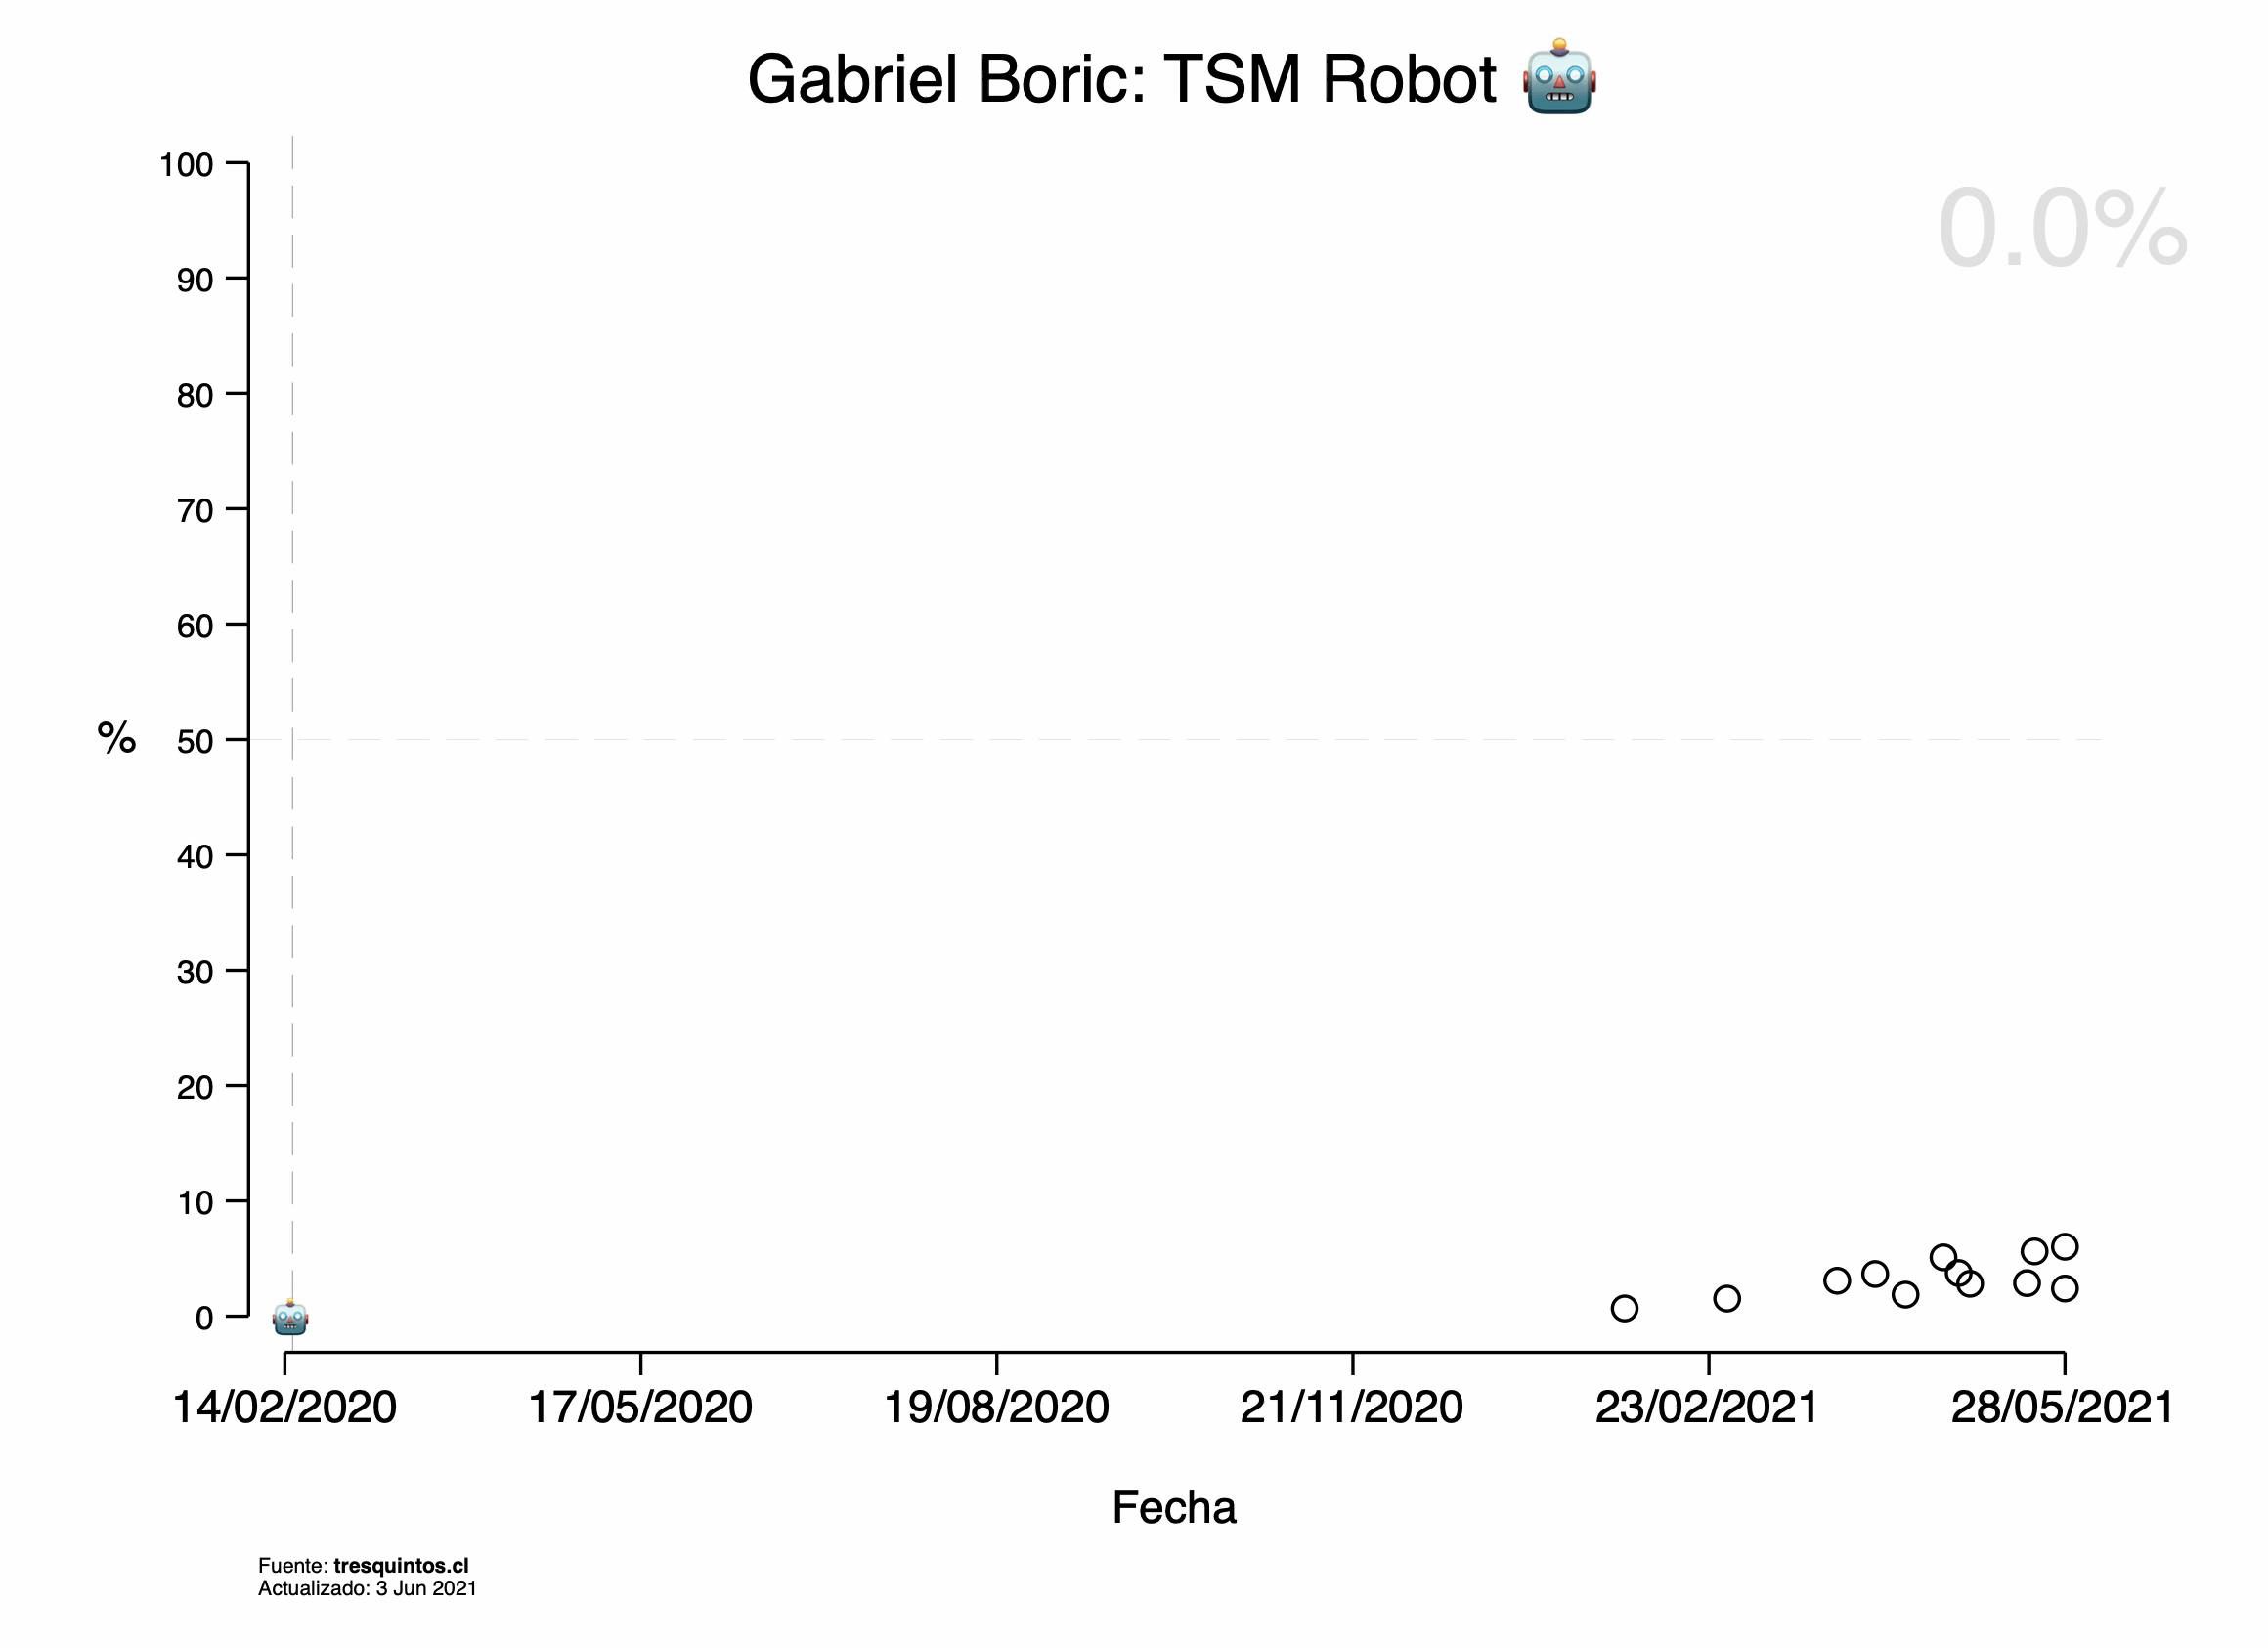 Gabriel Boric: TSM Robot 🤖
0.0%
100
90
80
70
60
% 50
40
30
20
10
0
14/02/2020 17/05/2020 19/08/2020 21/11/2020 23/02/2021 28/05/2021
Fecha
Fuente: tresquintos.cl
Actualizado: 3 Jun 2021